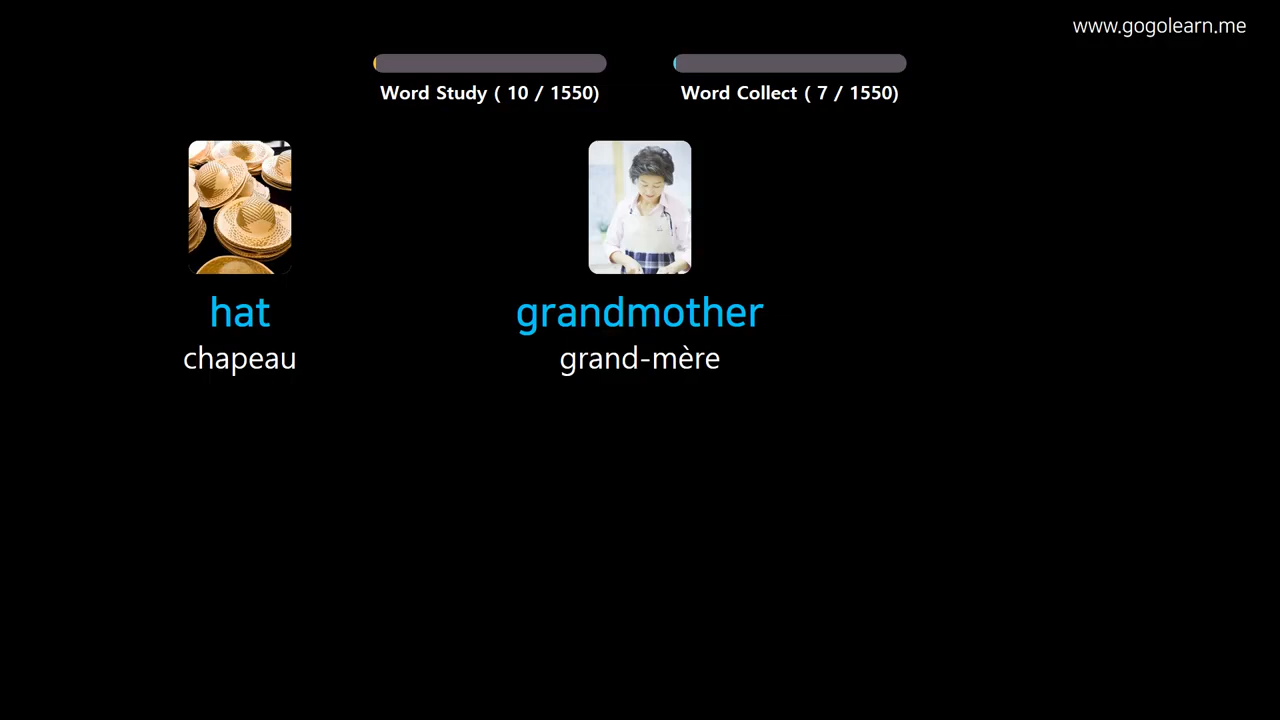 www.gogolearn.me
Word Study ( 10 / 1550)
Word Collect ( 7 / 1550)
hat
chapeau
grandmother
grand-mère